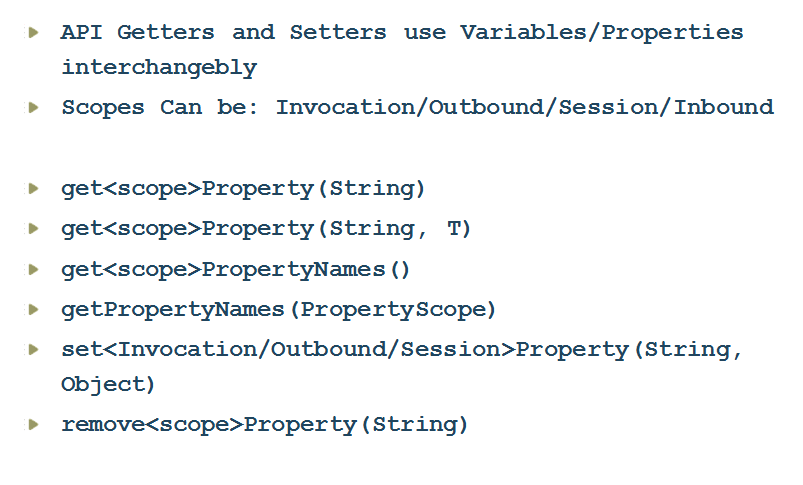 API Getters and Setters use Variables/Properties
interchangebly
Scopes Can be: Invocation/Outbound/Session/Inbound
get<scope>Property(String)
get<scope>Property(String, T)
get<scope>PropertyNames()
getPropertyNames(PropertyScope)
set<Invocation/Outbound/Session>Property(String,
Object)
remove<scope>Property(String)